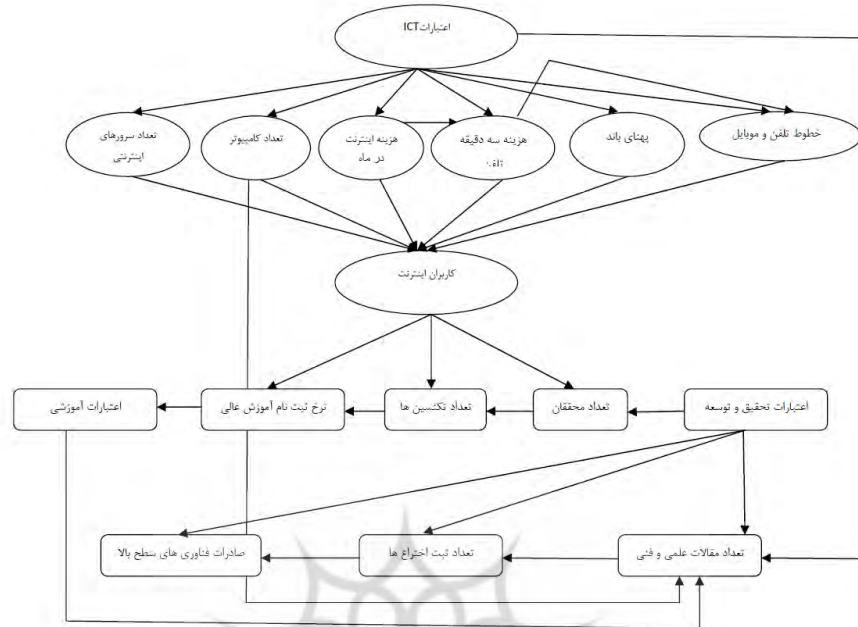 اعتبارات ICT
خطوط تلفن و موبایل
پهنای باند
هزینه سه دقیقه
تلفن
هزینه اینترنت
در ماه
تعداد کامپیوتر
تعداد سرورهای
اینترنتی
کاربران اینترنت
اعتبارات تحقیق و توسعه
تعداد محققان
تعداد تکنسین ها
نرخ ثبت نام آموزش عالی
اعتبارات آموزشی
تعداد مقالات علمی و فنی
تعداد ثبت اختراع ها
صادرات فناوری های سطح بالا